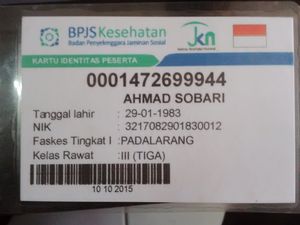 BPJS Kesehatan
Badan Penyelenggara Jaminan Sosial
jkn
KARTU IDENTITAS PESERTA
0001472699944
AHMAD SOBARI
Tanggal lahir : 29-01-1983
NIK : 3217082901830012
Faskes Tingkat I : PADALARANG
Kelas Rawat : III (TIGA)
10 10 2015